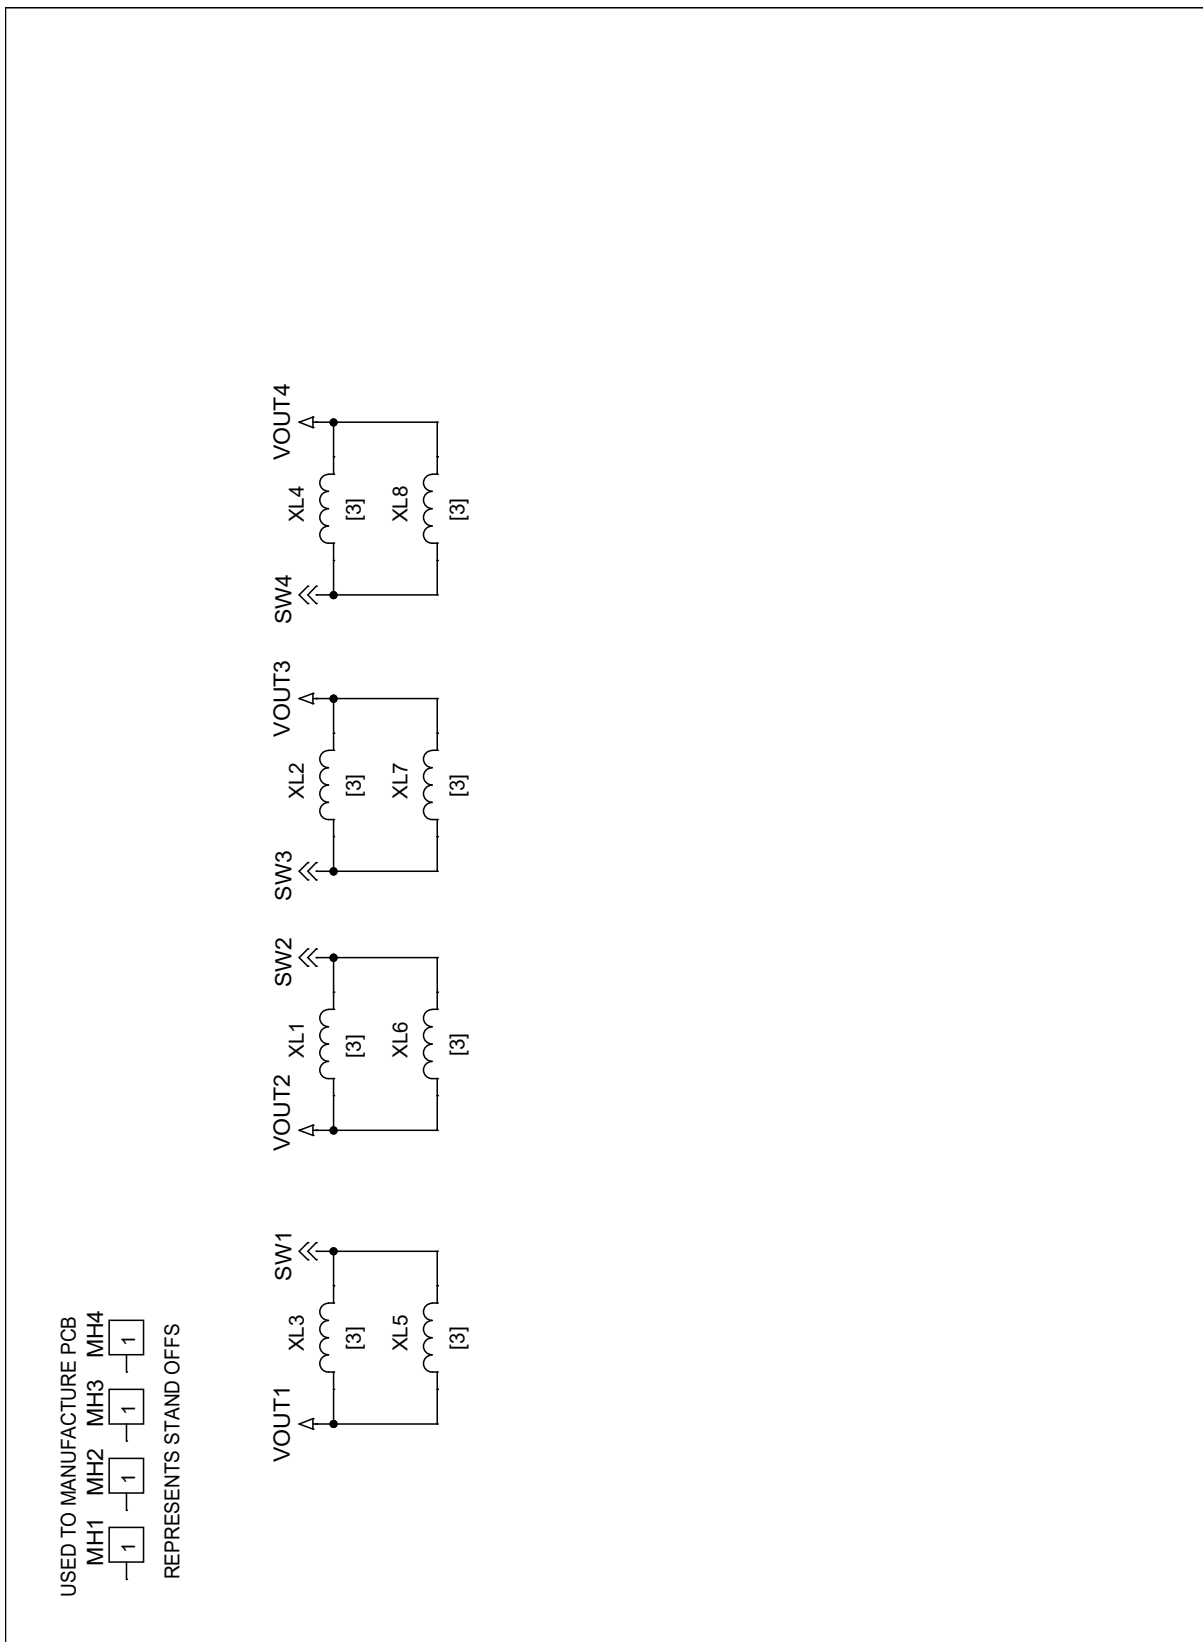 USED TO MANUFACTURE PCB
MH1 MH2 MH3 MH4
1 1 1 1
REPRESENTS STAND OFFS
VOUT1 SW1 VOUT2 SW2 SW3 VOUT3 SW4 VOUT4
XL3 XL1 XL2 XL4
[3] [3] [3] [3]
XL5 XL6 XL7 XL8
[3] [3] [3] [3]